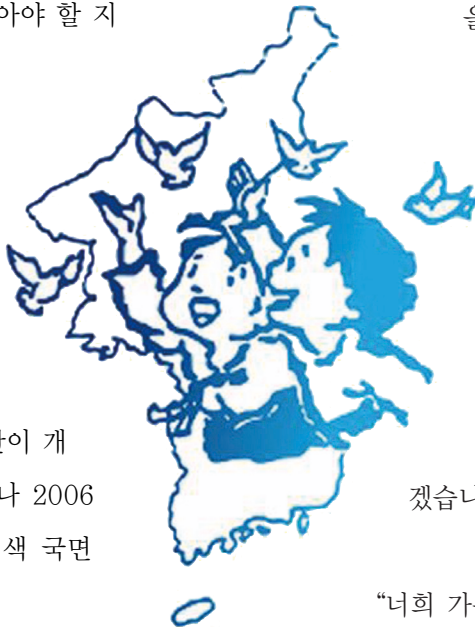 아야 할 지
을
이 개
나 2006
색 국면
겠습니
“너희 가